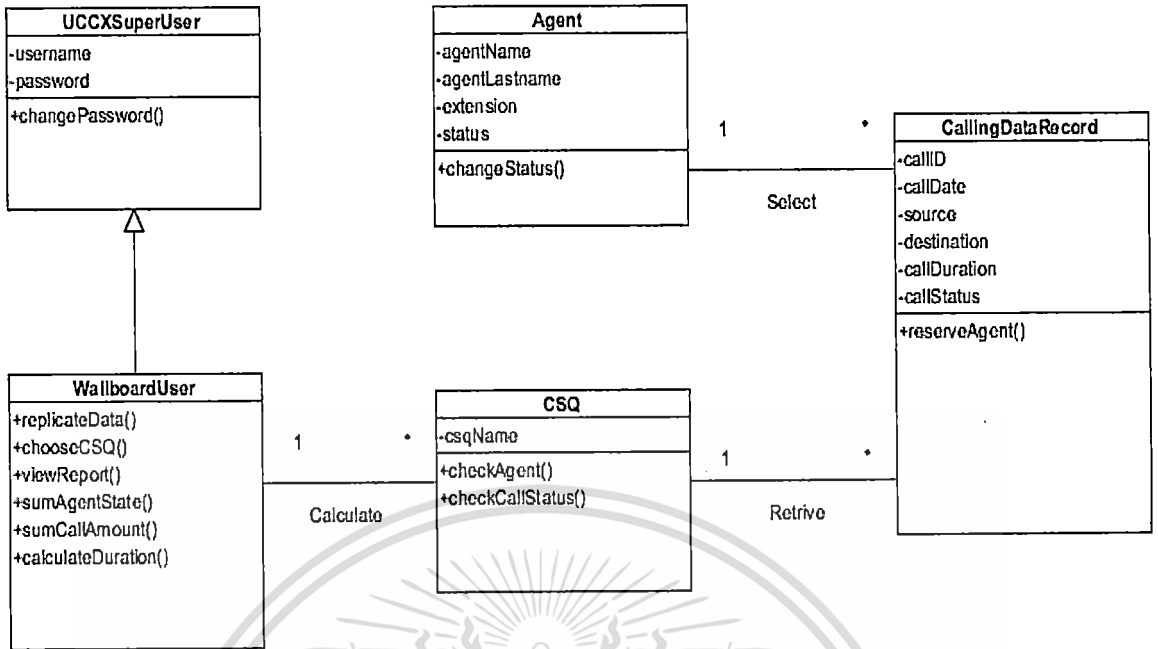 UCCXSuperUser
-username
-password
+changePassword()
Agent
-agentName
-agentLastname
-extension
-status
+changeStatus()
1
*
Select
CallingDataRecord
-callID
-callDate
-source
-destination
-callDuration
-callStatus
+reserveAgent()
WallboardUser
+replicateData()
+chooseCSQ()
+viewReport()
+sumAgentState()
+sumCallAmount()
+calculateDuration()
1
*
Calculate
CSQ
-csqName
+checkAgent()
+checkCallStatus()
1
*
Retrive